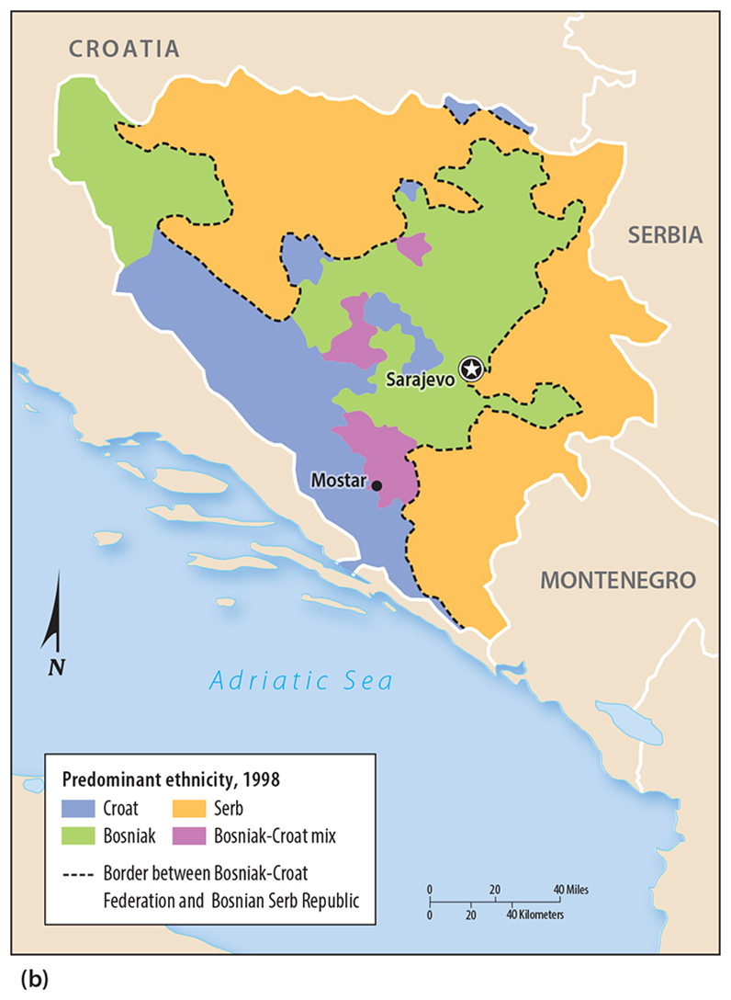 CROATIA
SERBIA
Sarajevo
Mostar
MONTENEGRO
N
Adriatic Sea
Predominant ethnicity, 1998
Croat
Serb
Bosniak
Bosniak-Croat mix
Border between Bosniak-Croat
Federation and Bosnian Serb Republic
0 20 40 Miles
0 20 40 Kilometers
(b)